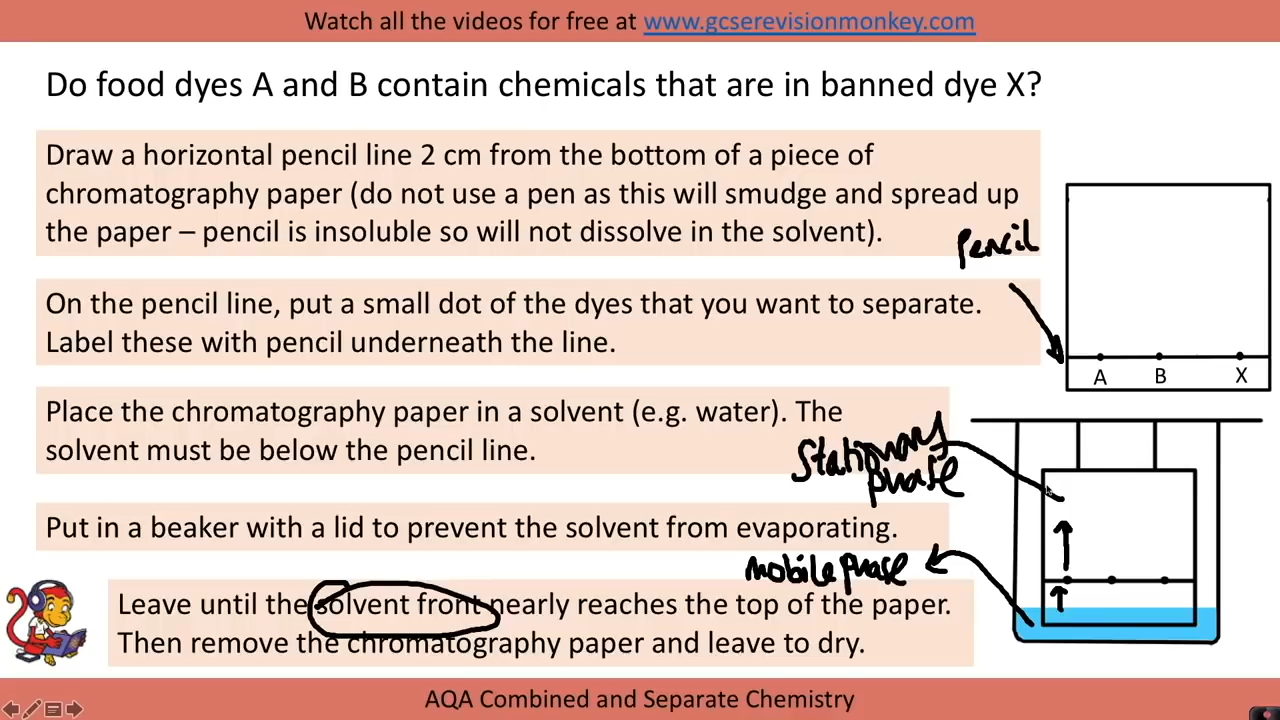 Watch all the videos for free at www.gcserevisionmonkey.com
Do food dyes A and B contain chemicals that are in banned dye X?
Draw a horizontal pencil line 2 cm from the bottom of a piece of
chromatography paper (do not use a pen as this will smudge and spread up
the paper – pencil is insoluble so will not dissolve in the solvent).
pencil
On the pencil line, put a small dot of the dyes that you want to separate.
Label these with pencil underneath the line.
A B X
Place the chromatography paper in a solvent (e.g. water). The
solvent must be below the pencil line.
Stationary
phase
Put in a beaker with a lid to prevent the solvent from evaporating.
mobile phase
Leave until the solvent front nearly reaches the top of the paper.
Then remove the chromatography paper and leave to dry.
AQA Combined and Separate Chemistry